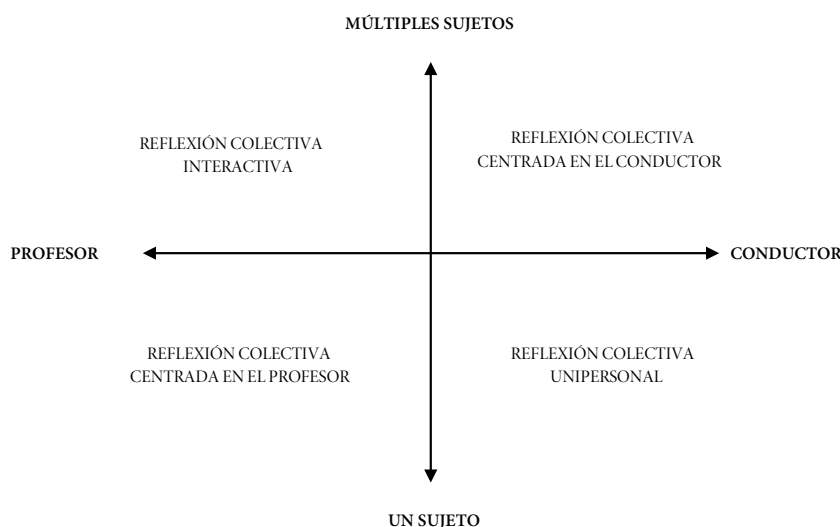 MÚLTIPLES SUJETOS
REFLEXIÓN COLECTIVA
INTERACTIVA
REFLEXIÓN COLECTIVA
CENTRADA EN EL CONDUCTOR
PROFESOR
CONDUCTOR
REFLEXIÓN COLECTIVA
CENTRADA EN EL PROFESOR
REFLEXIÓN COLECTIVA
UNIPERSONAL
UN SUJETO